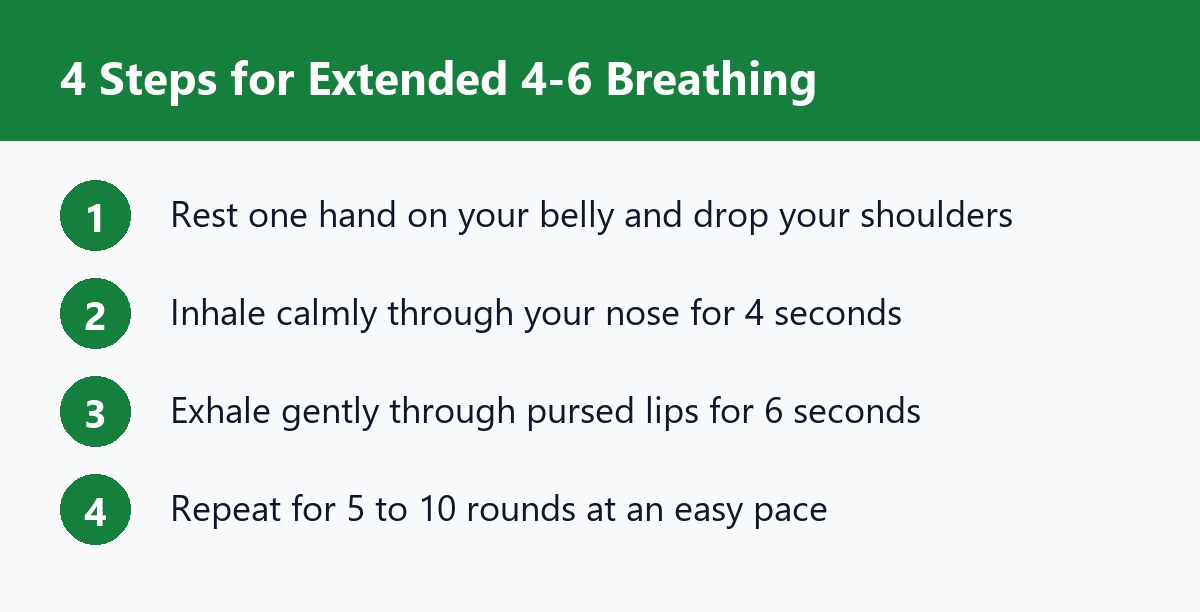 4 Steps for Extended 4-6 Breathing
1 Rest one hand on your belly and drop your shoulders
2 Inhale calmly through your nose for 4 seconds
3 Exhale gently through pursed lips for 6 seconds
4 Repeat for 5 to 10 rounds at an easy pace